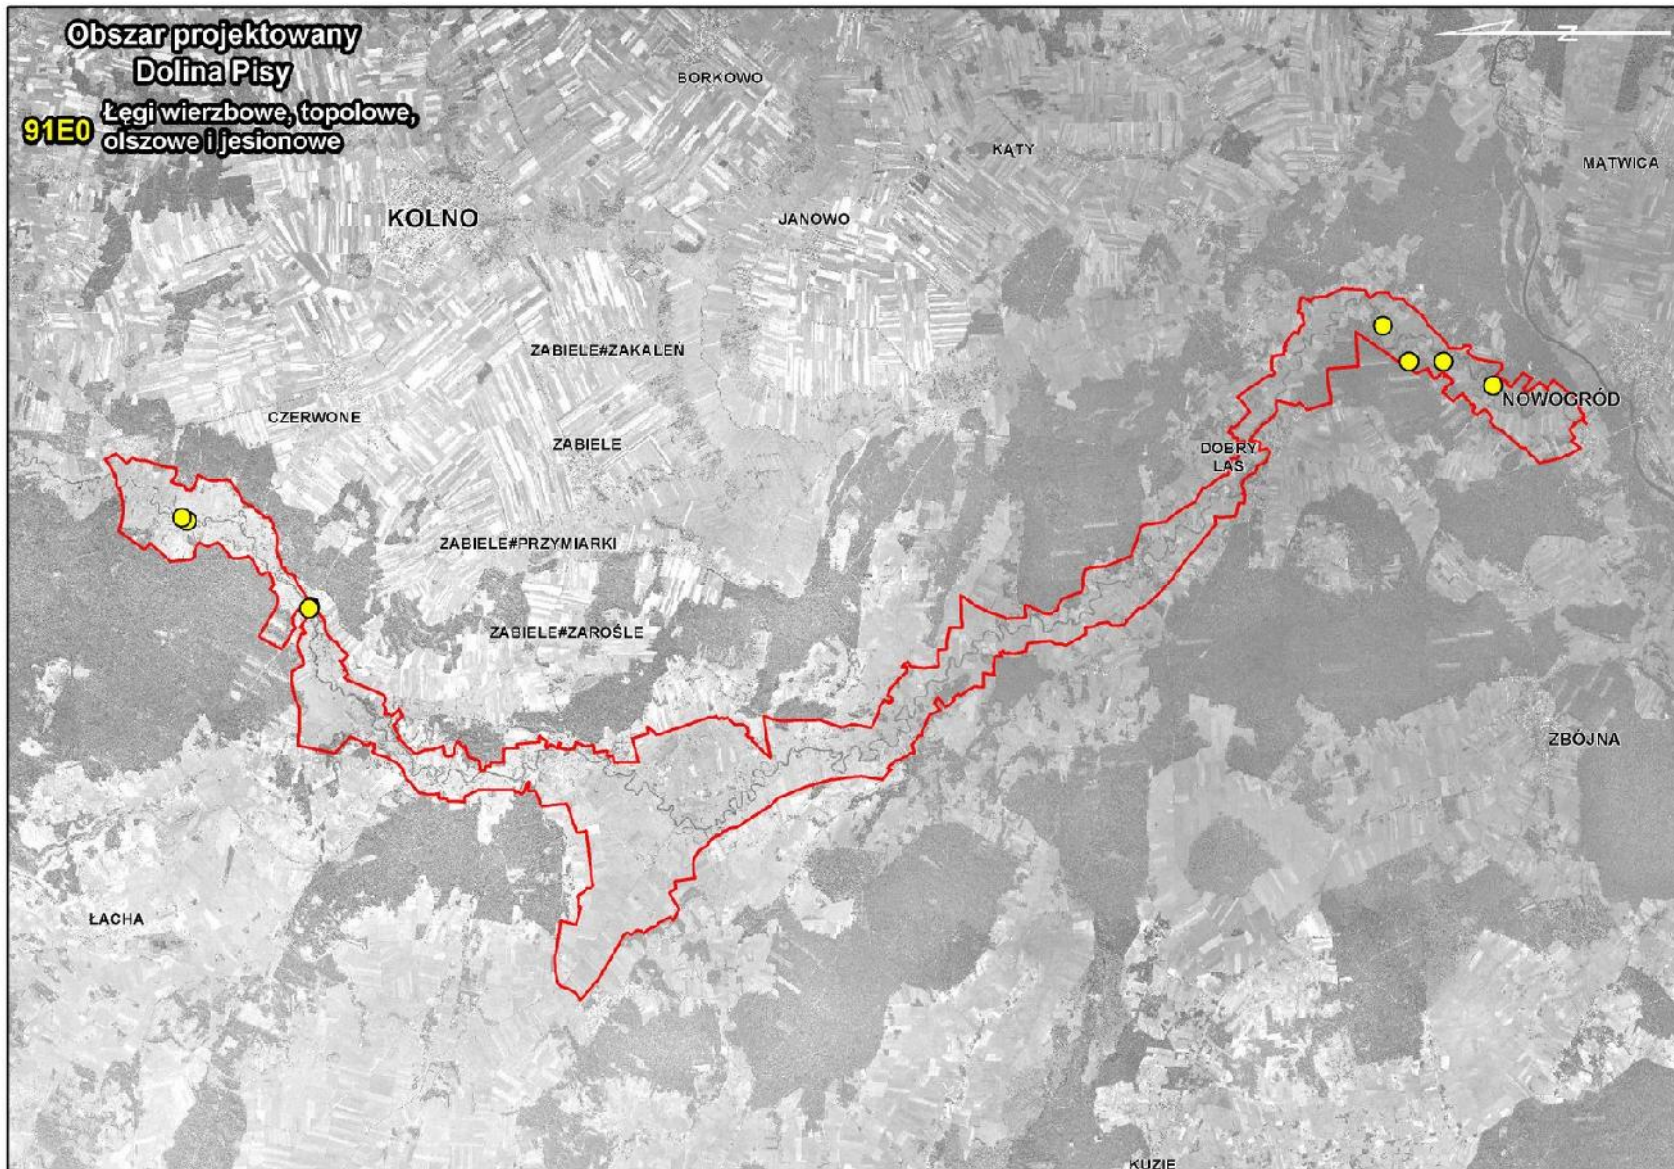 Obszar projektowany
Dolina Pisy
91E0 Łęgi wierzbowe, topolowe,
olszowe i jesionowe
N
BORKOWO
KĄTY
MĄTWICA
KOLNO
JANOWO
ZABIELE#ZAKALEŃ
CZERWONE
NOWOGRÓD
ZABIELE
DOBRY
LAS
ZABIELE#PRZYMIARKI
ZABIELE#ZAROŚLE
ZBÓJNA
ŁACHA
KUZIE